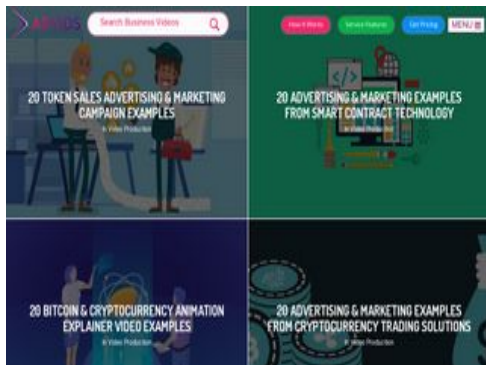 Search Business Videos
How It Works
Service Features
Get Pricing
MENU
20 TOKEN SALES ADVERTISING & MARKETING
CAMPAIGN EXAMPLES
In Video Production
20 ADVERTISING & MARKETING EXAMPLES
FROM SMART CONTRACT TECHNOLOGY
In Video Production
20 BITCOIN & CRYPTOCURRENCY ANIMATION
EXPLAINER VIDEO EXAMPLES
In Video Production
20 ADVERTISING & MARKETING EXAMPLES
FROM CRYPTOCURRENCY TRADING SOLUTIONS
In Video Production